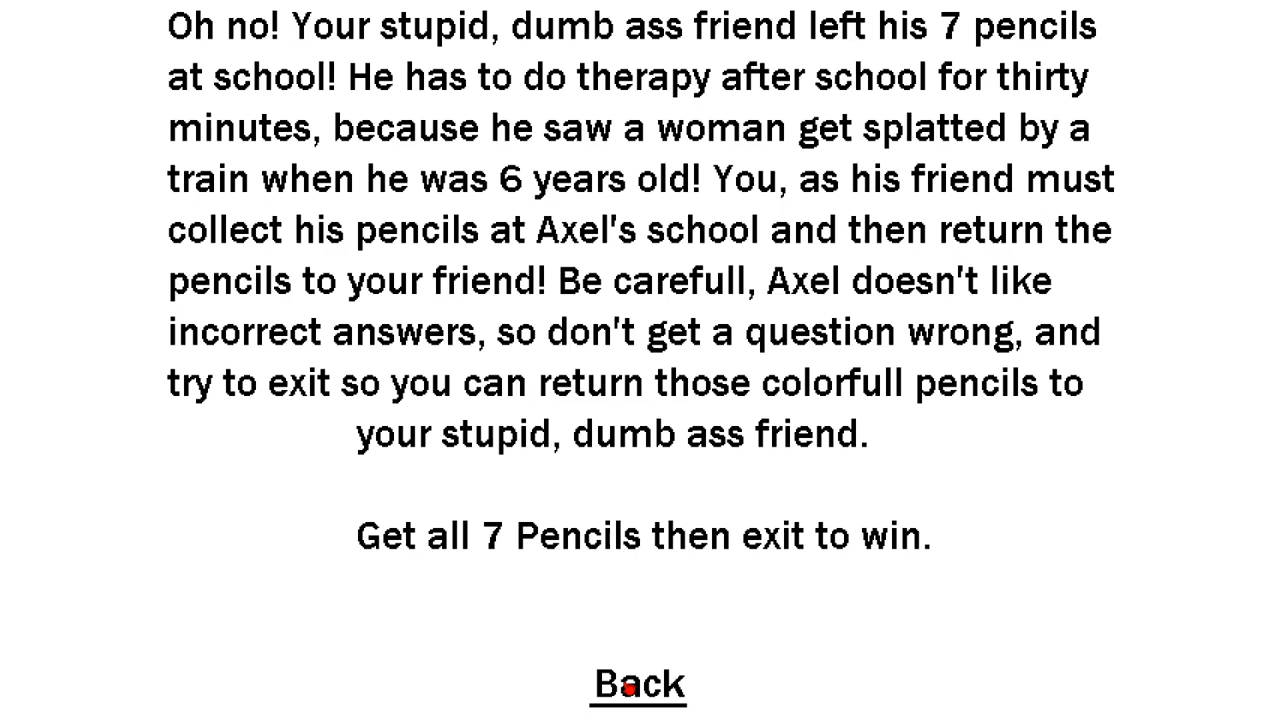 Oh no! Your stupid, dumb ass friend left his 7 pencils
at school! He has to do therapy after school for thirty
minutes, because he saw a woman get splatted by a
train when he was 6 years old! You, as his friend must
collect his pencils at Axel's school and then return the
pencils to your friend! Be carefull, Axel doesn't like
incorrect answers, so don't get a question wrong, and
try to exit so you can return those colorfull pencils to
your stupid, dumb ass friend.
Get all 7 Pencils then exit to win.
Back